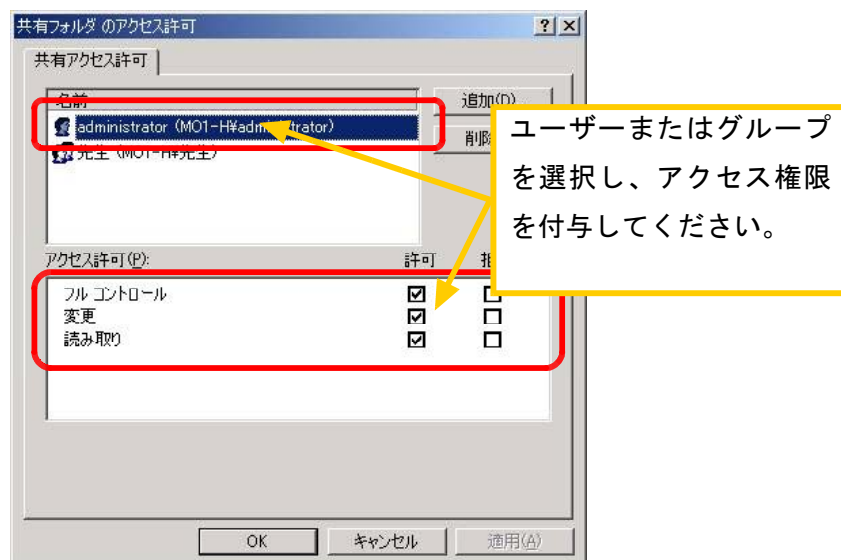 共有フォルダ のアクセス許可
共有アクセス許可
名前
追加(D)
administrator (MO1-H¥administrator)
先生 (MO1-H¥先生)
ユーザーまたはグループ
を選択し、アクセス権限
を付与してください。
アクセス許可(P):
許可
フル コントロール
変更
読み取り
OK
キャンセル
適用(A)